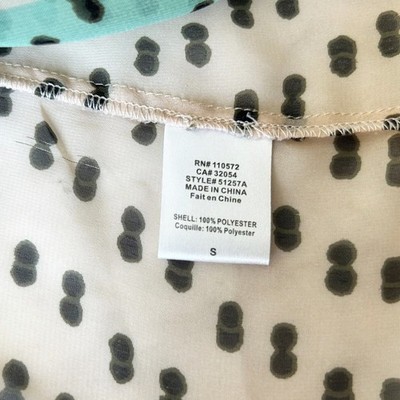 RN# 110572
CA# 32054
STYLE# 51257A
MADE IN CHINA
Fait en Chine
SHELL: 100% POLYESTER
Coquille: 100% Polyester
S